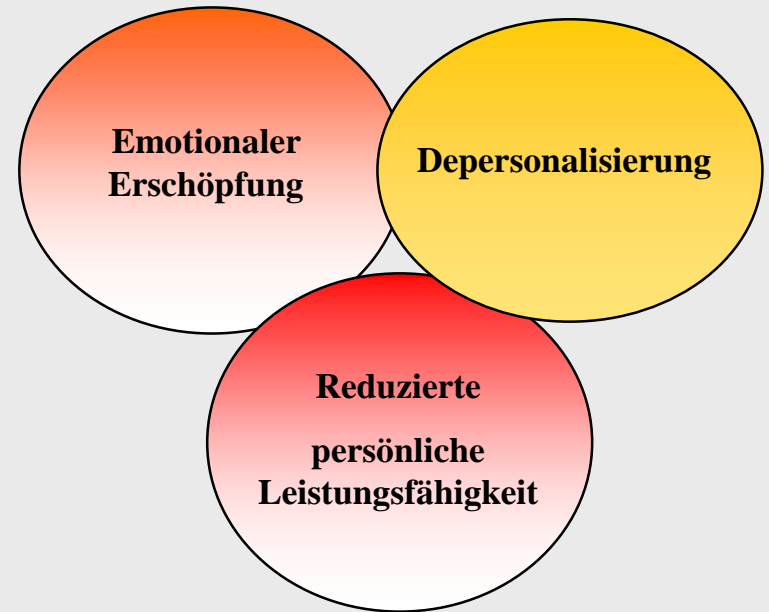 Emotionaler
Erschöpfung
Depersonalisierung
Reduzierte
persönliche
Leistungsfähigkeit